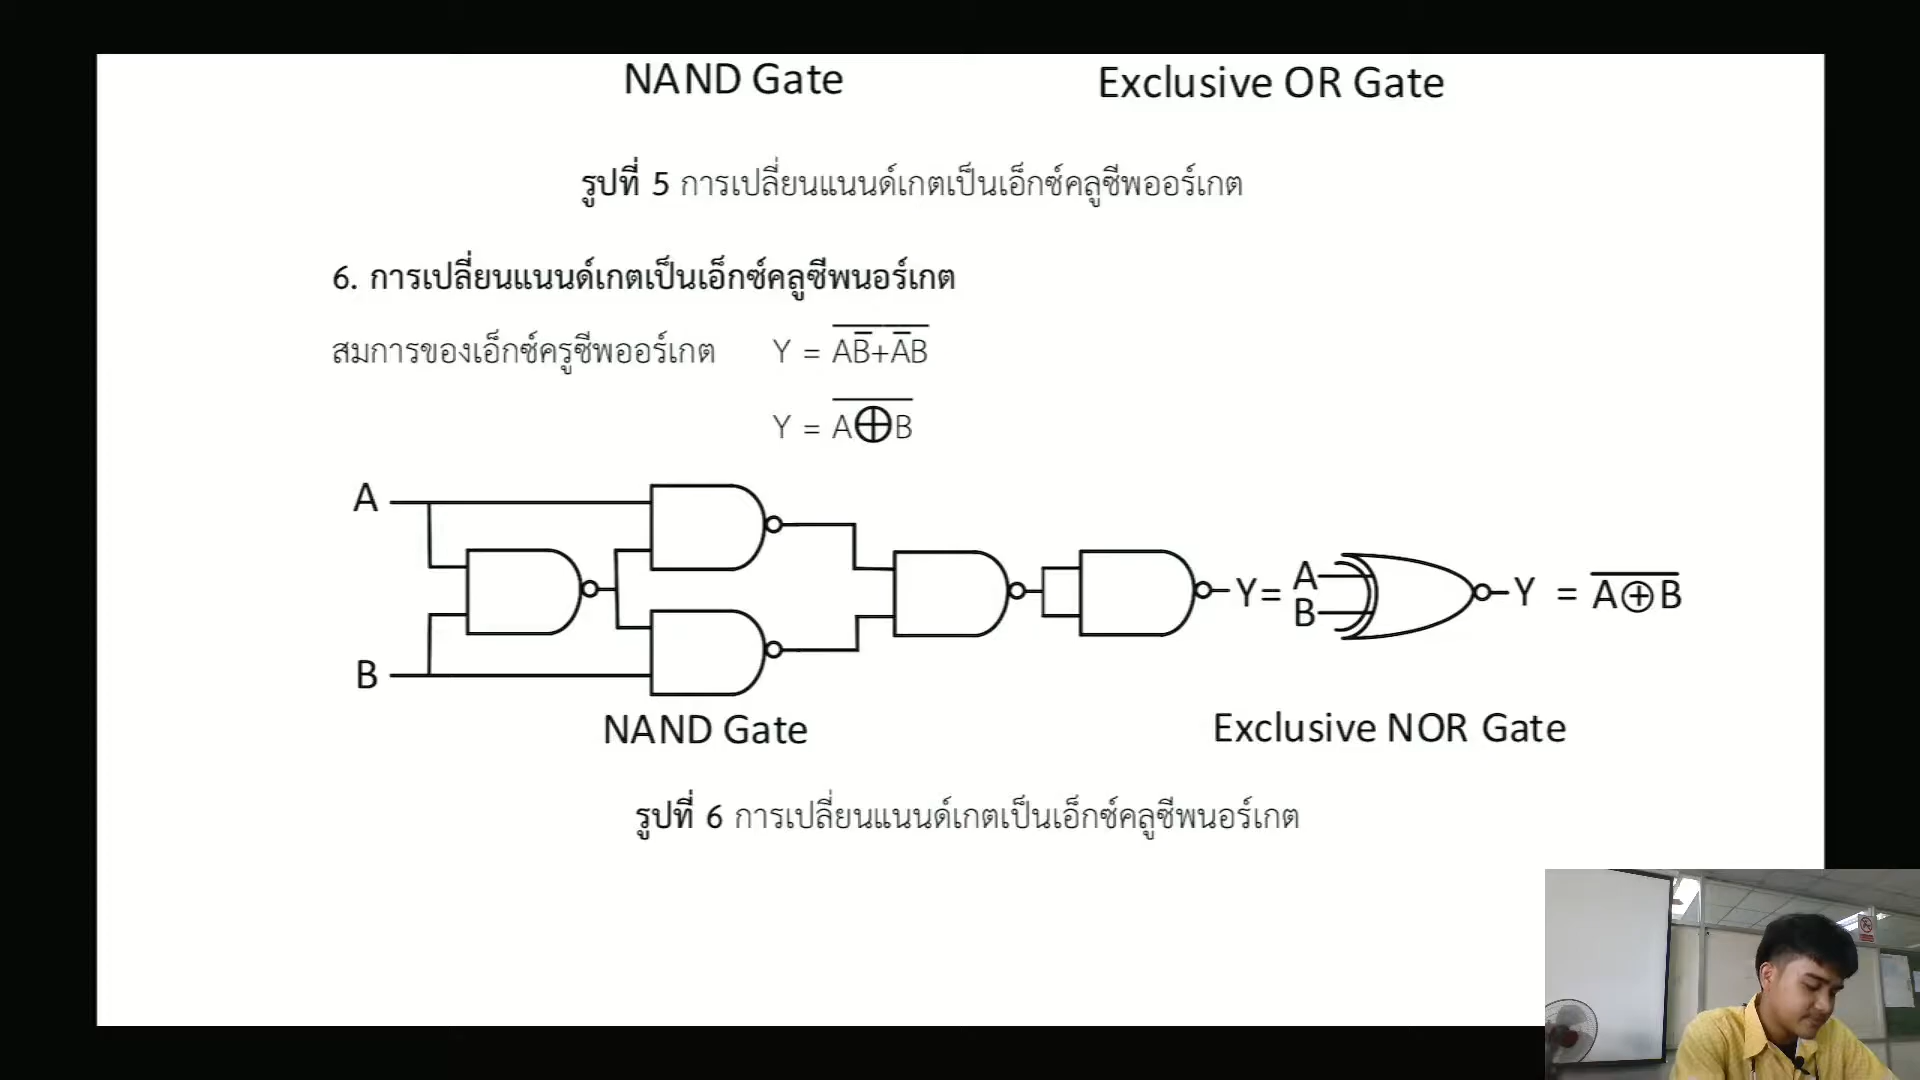 NAND Gate Exclusive OR Gate
รูปที่ 5 การเปลี่ยนแนนด์เกตเป็นเอ็กซ์คลูซีพออร์เกต
6. การเปลี่ยนแนนด์เกตเป็นเอ็กซ์คลูซีพนอร์เกต
สมการของเอ็กซ์ครูซีพออร์เกต Y = \overline{A\overline{B}+\overline{A}B}
Y = \overline{A⊕B}
A
B
Y= A B Y = \overline{A⊕B}
NAND Gate Exclusive NOR Gate
รูปที่ 6 การเปลี่ยนแนนด์เกตเป็นเอ็กซ์คลูซีพนอร์เกต